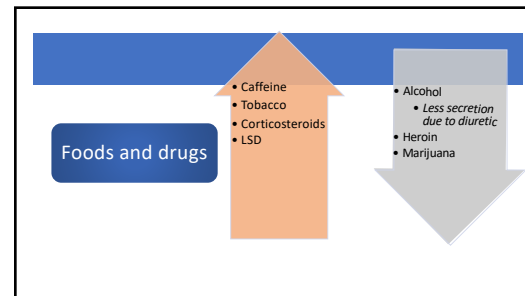 Foods and drugs
• Caffeine
• Tobacco
• Corticosteroids
• LSD
• Alcohol
• Less secretion
due to diuretic
• Heroin
• Marijuana